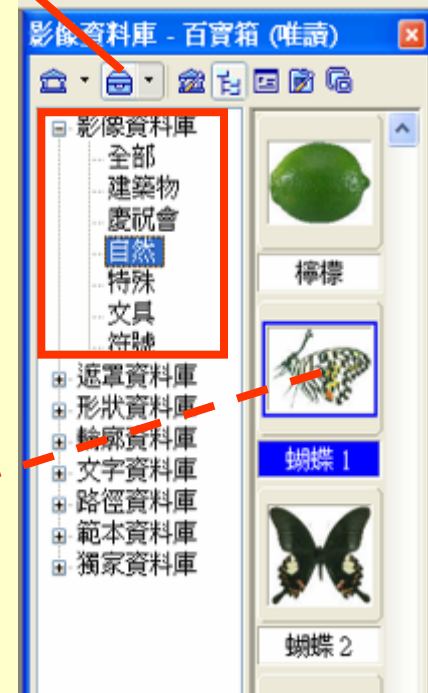 影像資料庫 - 百寶箱 (唯讀)
影像資料庫
全部
建築物
慶祝會
自然
特殊
文具
符號
遮罩資料庫
形狀資料庫
輪廓資料庫
文字資料庫
路徑資料庫
範本資料庫
獨家資料庫
檸檬
蝴蝶 1
蝴蝶 2